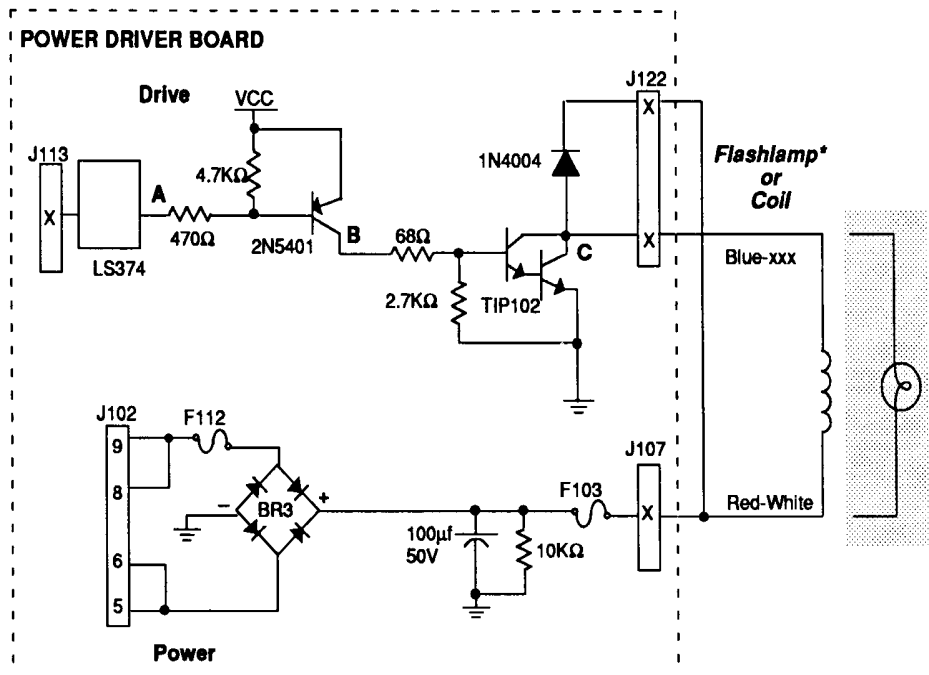 POWER DRIVER BOARD
Drive
VCC
J122
X
J113
X
LS374
A
4.7KΩ
470Ω
2N5401
B
68Ω
2.7KΩ
1N4004
TIP102
C
X
Flashlamp*
or
Coil
Blue-xxx
J102
9
8
6
5
F112
BR3
–
+
100µf
50V
10KΩ
F103
J107
X
Red-White
Power